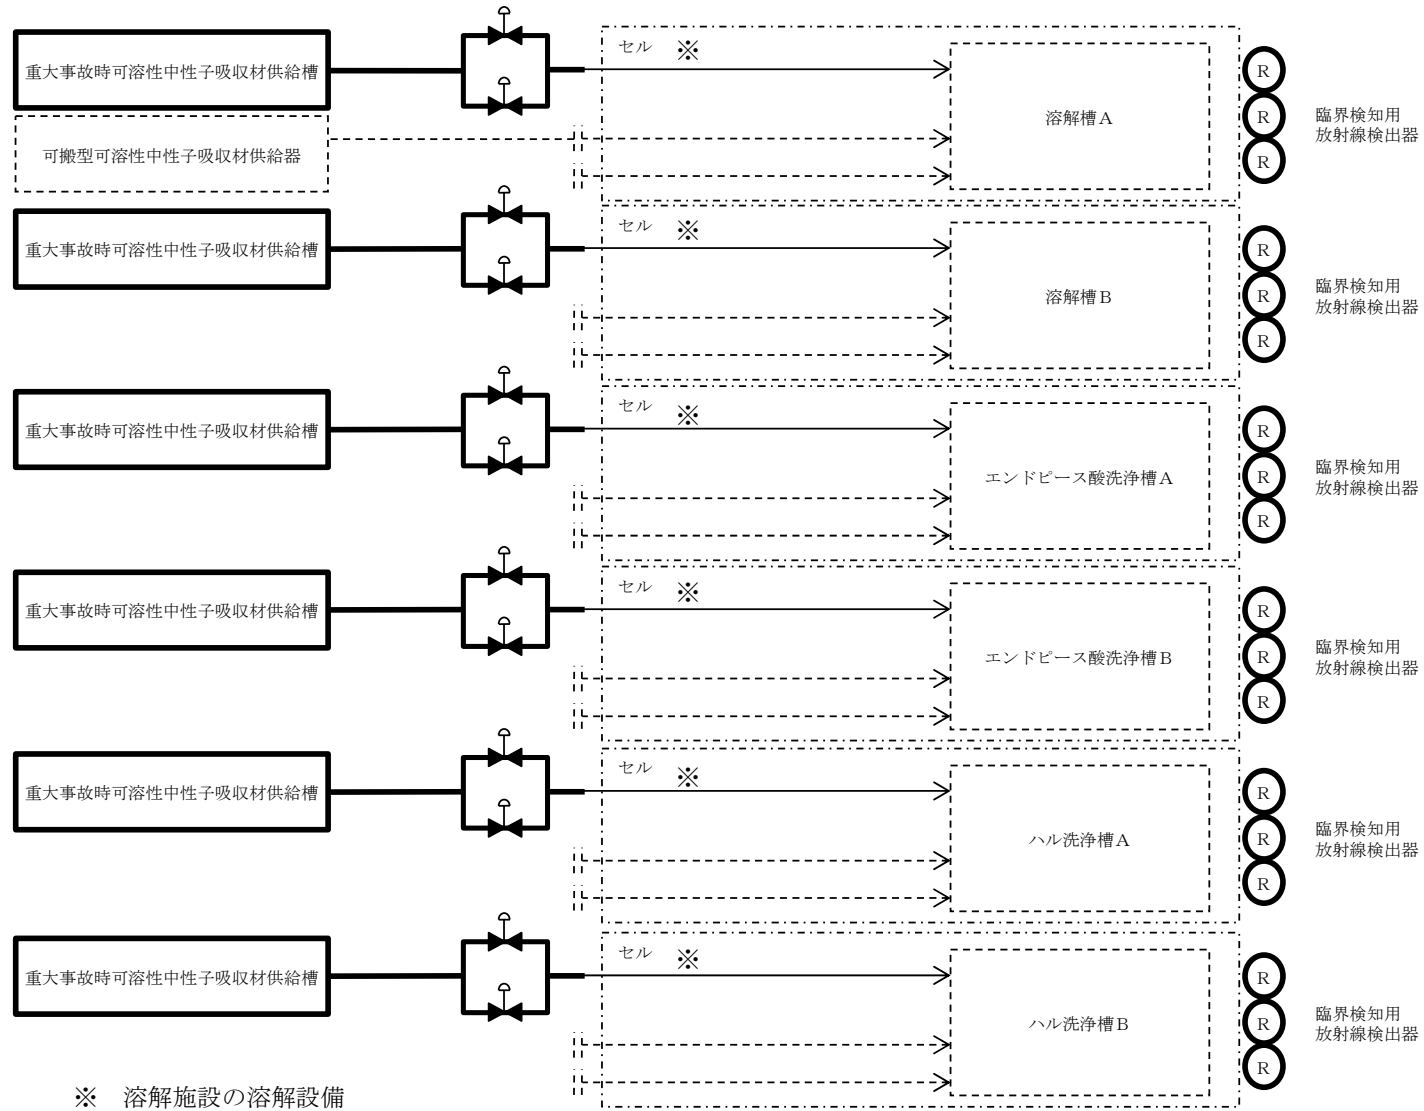 重大事故時可溶性中性子吸収材供給槽
セル ※
溶解槽A
R
R
R
臨界検知用
放射線検出器
可搬型可溶性中性子吸収材供給器
重大事故時可溶性中性子吸収材供給槽
セル ※
溶解槽B
R
R
R
臨界検知用
放射線検出器
重大事故時可溶性中性子吸収材供給槽
セル ※
エンドピース酸洗浄槽A
R
R
R
臨界検知用
放射線検出器
重大事故時可溶性中性子吸収材供給槽
セル ※
エンドピース酸洗浄槽B
R
R
R
臨界検知用
放射線検出器
重大事故時可溶性中性子吸収材供給槽
セル ※
ハル洗浄槽A
R
R
R
臨界検知用
放射線検出器
重大事故時可溶性中性子吸収材供給槽
セル ※
ハル洗浄槽B
R
R
R
臨界検知用
放射線検出器
※ 溶解施設の溶解設備